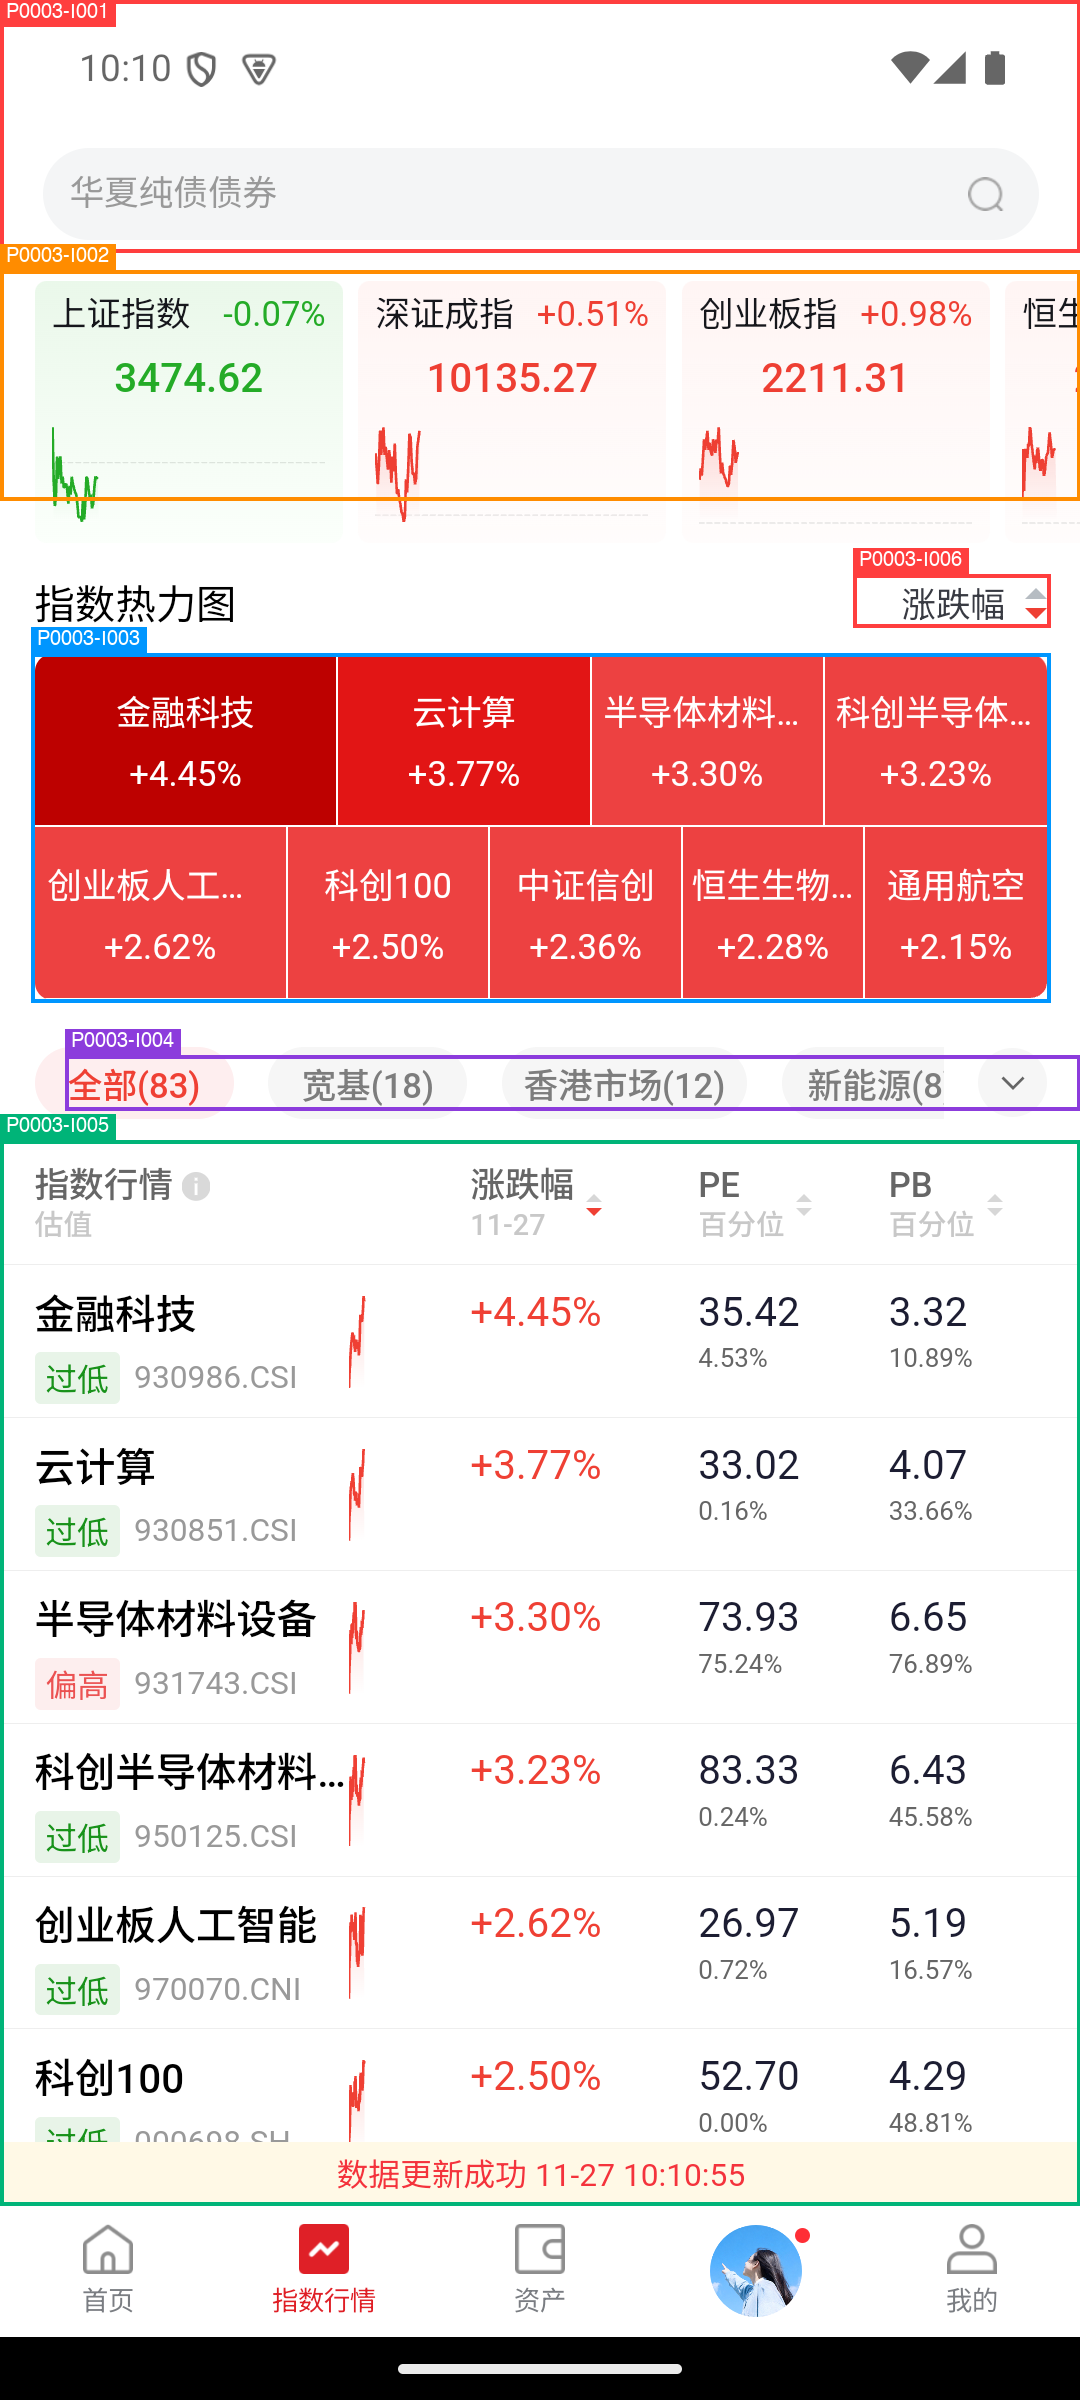 P0003-I001
10:10
华夏纯债债券
P0003-I002
上证指数 -0.07% 深证成指 +0.51% 创业板指 +0.98% 恒生
3474.62 10135.27 2211.31
P0003-I006
指数热力图 涨跌幅
P0003-I003
金融科技 云计算 半导体材料... 科创半导体...
+4.45% +3.77% +3.30% +3.23%
创业板人工... 科创100 中证信创 恒生生物... 通用航空
+2.62% +2.50% +2.36% +2.28% +2.15%
P0003-I004
全部(83) 宽基(18) 香港市场(12) 新能源(8
P0003-I005
指数行情 涨跌幅 PE PB
估值 11-27 百分位 百分位
金融科技 +4.45% 35.42 3.32
过低 930986.CSI 4.53% 10.89%
云计算 +3.77% 33.02 4.07
过低 930851.CSI 0.16% 33.66%
半导体材料设备 +3.30% 73.93 6.65
偏高 931743.CSI 75.24% 76.89%
科创半导体材料... +3.23% 83.33 6.43
过低 950125.CSI 0.24% 45.58%
创业板人工智能 +2.62% 26.97 5.19
过低 970070.CNI 0.72% 16.57%
科创100 +2.50% 52.70 4.29
过低 000698.SH 0.00% 48.81%
数据更新成功 11-27 10:10:55
首页 指数行情 资产 我的